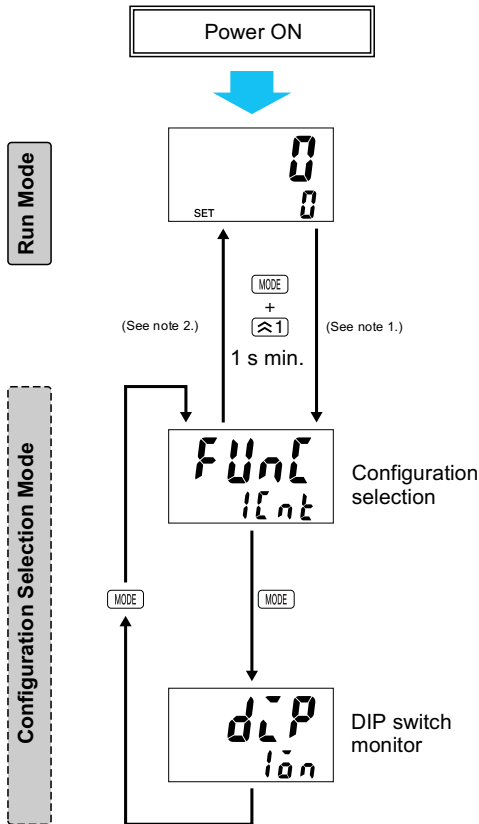 Power ON
Run Mode
0
SET 0
MODE
+
1
(See note 2.)
(See note 1.)
1 s min.
Configuration Selection Mode
FUnC
1Cnt
Configuration
selection
MODE
MODE
diP
1on
DIP switch
monitor